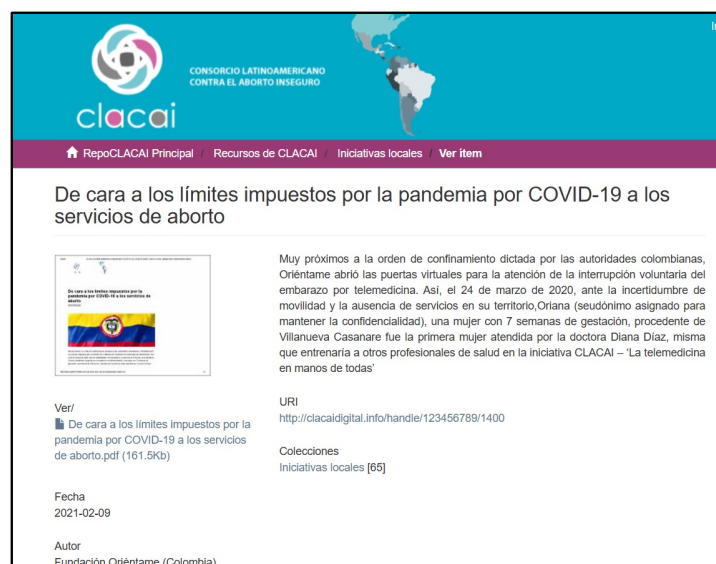 CONSORCIO LATINOAMERICANO
CONTRA EL ABORTO INSEGURO
clacai
RepoCLACAI Principal / Recursos de CLACAI / Iniciativas locales / Ver ítem
De cara a los límites impuestos por la pandemia por COVID-19 a los
servicios de aborto
De cara a los límites impuestos por la
pandemia por COVID-19 a los servicios de
aborto
Muy próximos a la orden de confinamiento dictada por las autoridades colombianas,
Oriéntame abrió las puertas virtuales para la atención de la interrupción voluntaria del
embarazo por telemedicina. Así, el 24 de marzo de 2020, ante la incertidumbre de
movilidad y la ausencia de servicios en su territorio,Oriana (seudónimo asignado para
mantener la confidencialidad), una mujer con 7 semanas de gestación, procedente de
Villanueva Casanare fue la primera mujer atendida por la doctora Diana Díaz, misma
que entrenaría a otros profesionales de salud en la iniciativa CLACAI – 'La telemedicina
en manos de todas'
Ver/
De cara a los límites impuestos por la
pandemia por COVID-19 a los servicios
de aborto.pdf (161.5Kb)
URI
http://clacaidigital.info/handle/123456789/1400
Colecciones
Iniciativas locales [65]
Fecha
2021-02-09
Autor
Fundación Oriéntame (Colombia)